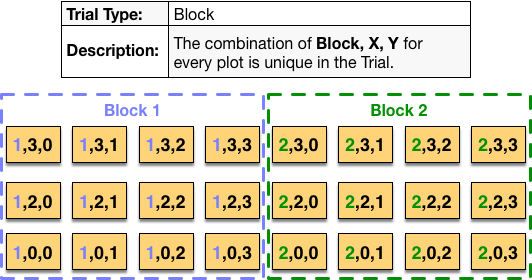 Trial Type: Block
Description: The combination of Block, X, Y for
every plot is unique in the Trial.
Block 1 Block 2
1,3,0 1,3,1 1,3,2 1,3,3 2,3,0 2,3,1 2,3,2 2,3,3
1,2,0 1,2,1 1,2,2 1,2,3 2,2,0 2,2,1 2,2,2 2,2,3
1,0,0 1,0,1 1,0,2 1,0,3 2,0,0 2,0,1 2,0,2 2,0,3